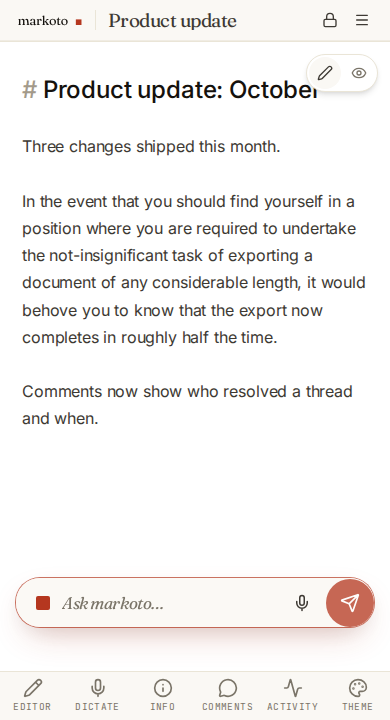 markoto
Product update
# Product update: October
Three changes shipped this month.
In the event that you should find yourself in a
position where you are required to undertake
the not-insignificant task of exporting a
document of any considerable length, it would
behove you to know that the export now
completes in roughly half the time.
Comments now show who resolved a thread
and when.
Ask markoto...
EDITOR
DICTATE
INFO
COMMENTS
ACTIVITY
THEME